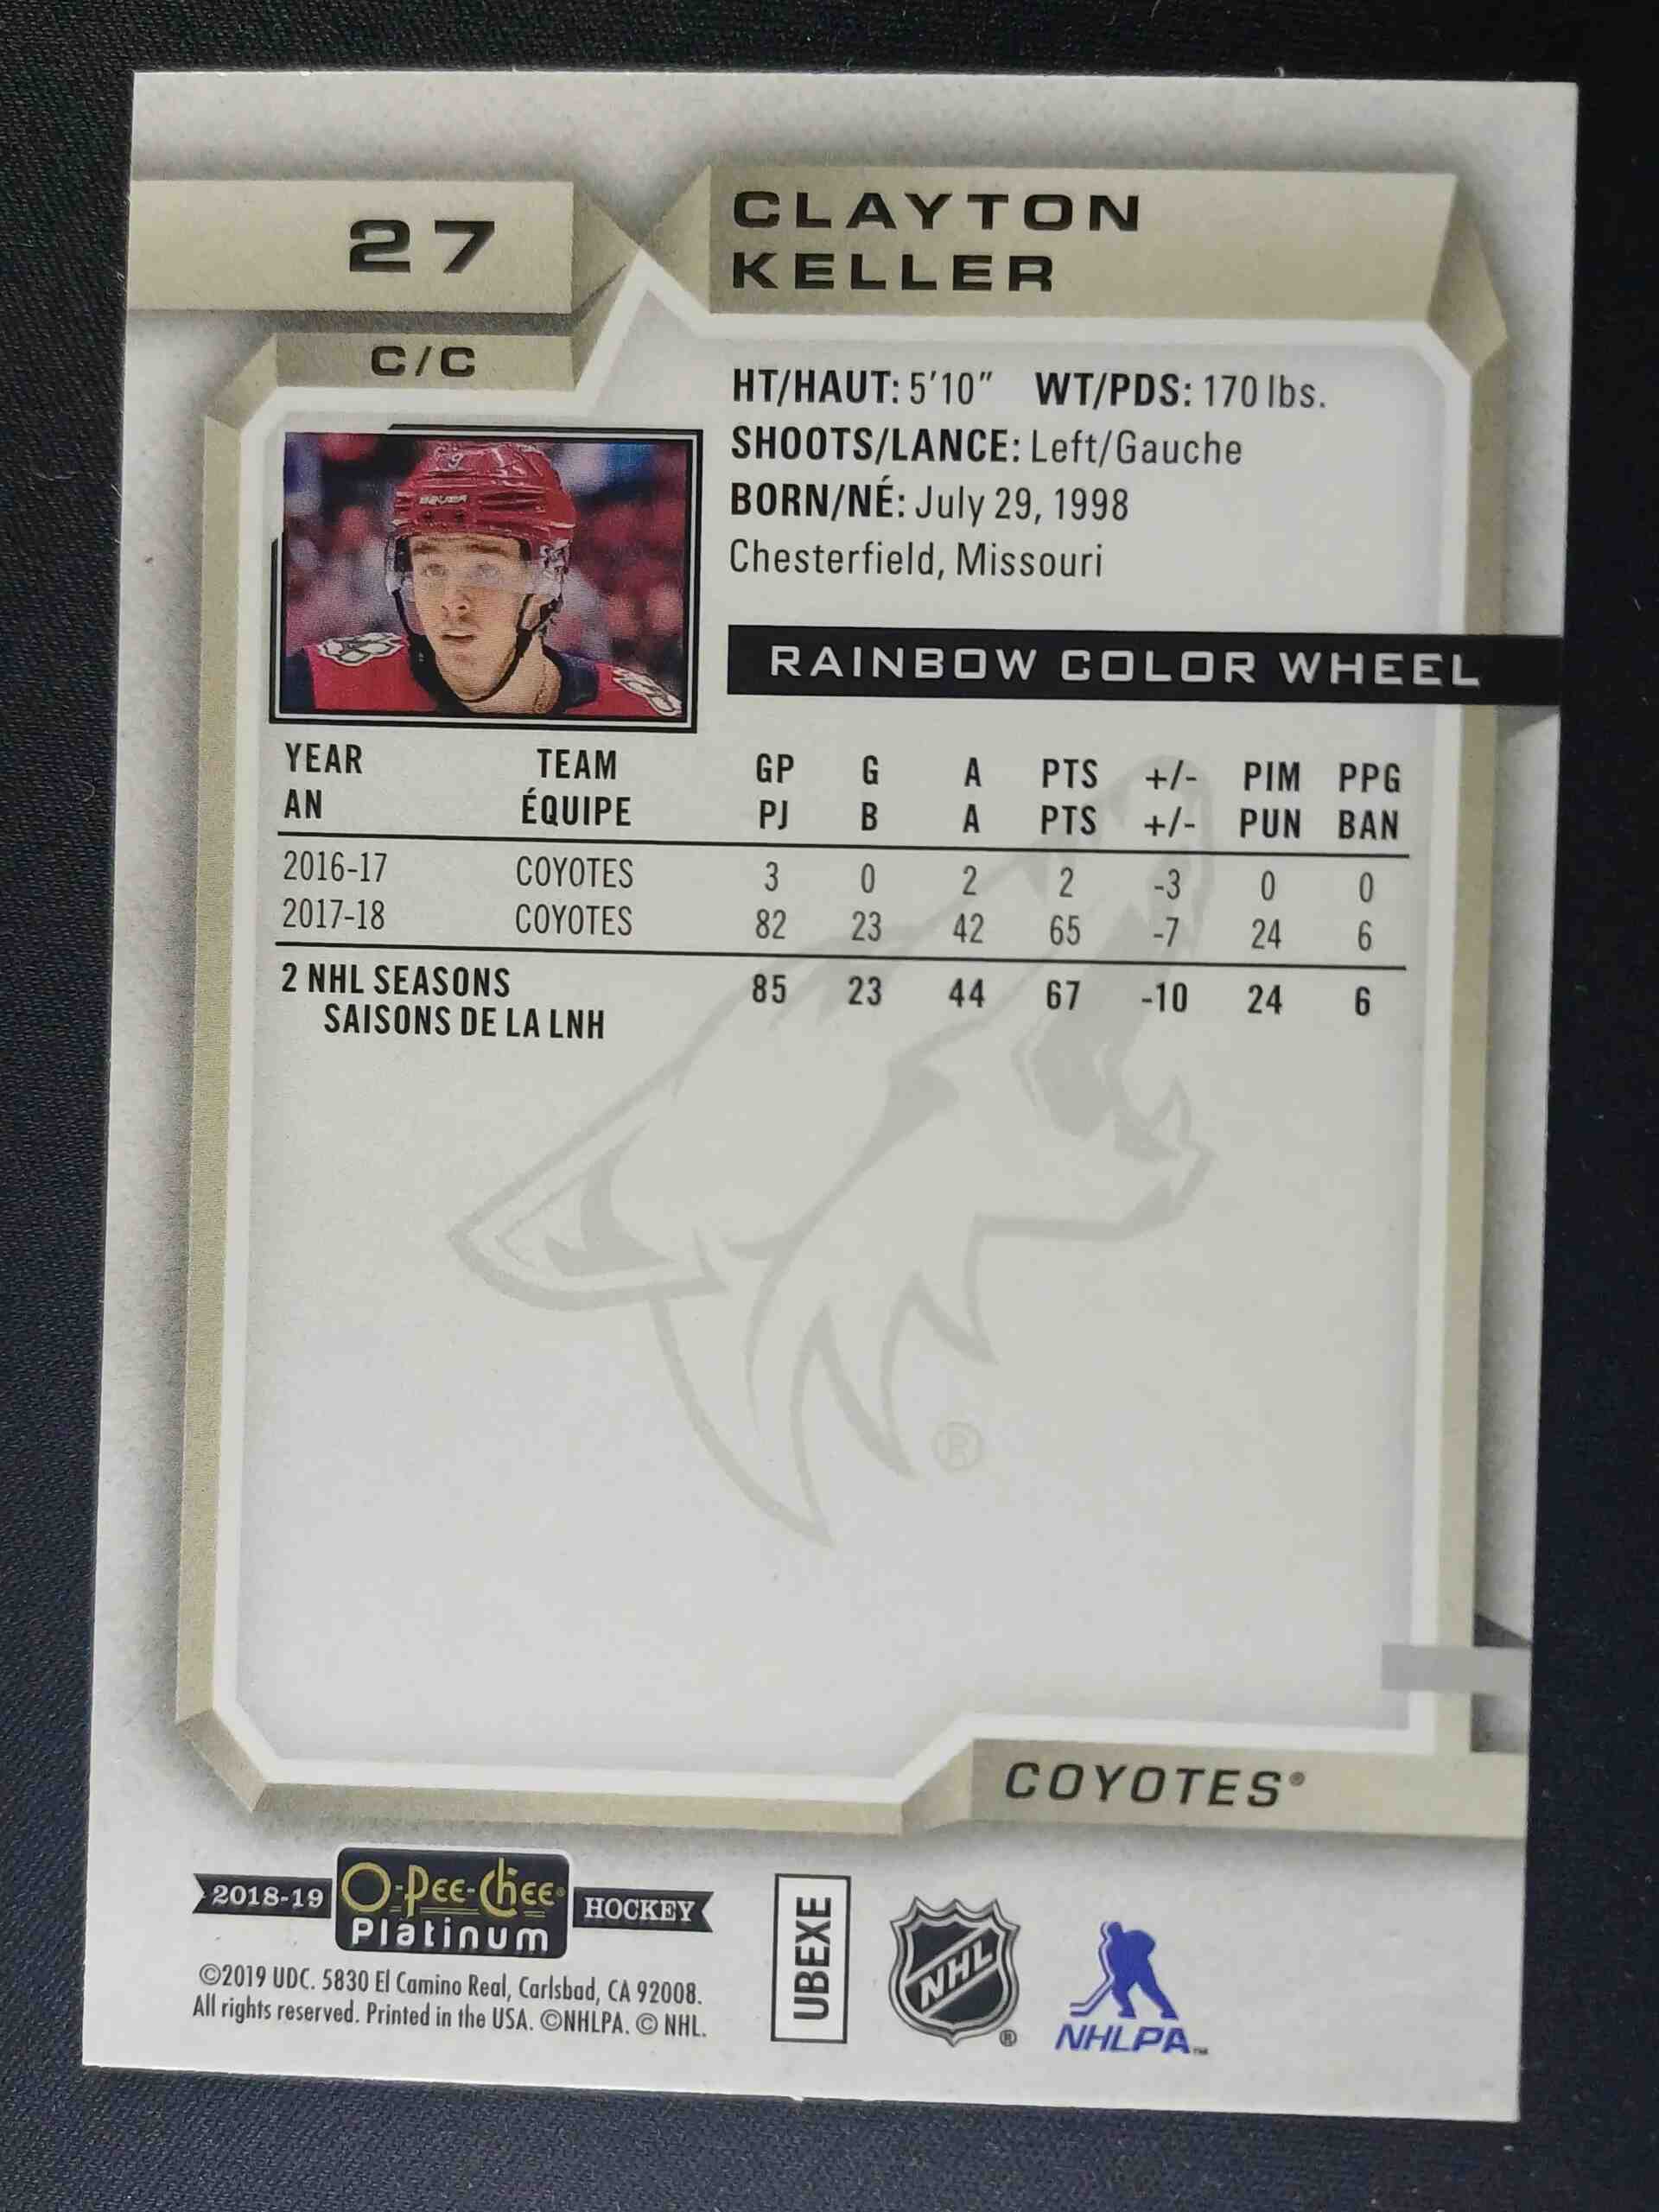 27
CLAYTON
KELLER
C/C
HT/HAUT: 5'10" WT/PDS: 170 lbs.
SHOOTS/LANCE: Left/Gauche
BORN/NÉ: July 29, 1998
Chesterfield, Missouri
9
BAUER
RAINBOW COLOR WHEEL
YEAR TEAM GP G A PTS +/- PIM PPG
AN ÉQUIPE PJ B A PTS +/- PUN BAN
2016-17 COYOTES 3 0 2 2 -3 0 0
2017-18 COYOTES 82 23 42 65 -7 24 6
2 NHL SEASONS 85 23 44 67 -10 24 6
SAISONS DE LA LNH
®
COYOTES®
2018-19 O-Pee-Chee® HOCKEY
Platinum
©2019 UDC. 5830 El Camino Real, Carlsbad, CA 92008.
All rights reserved. Printed in the USA. ©NHLPA. © NHL.
UBEXE
NHL ®
NHLPA™